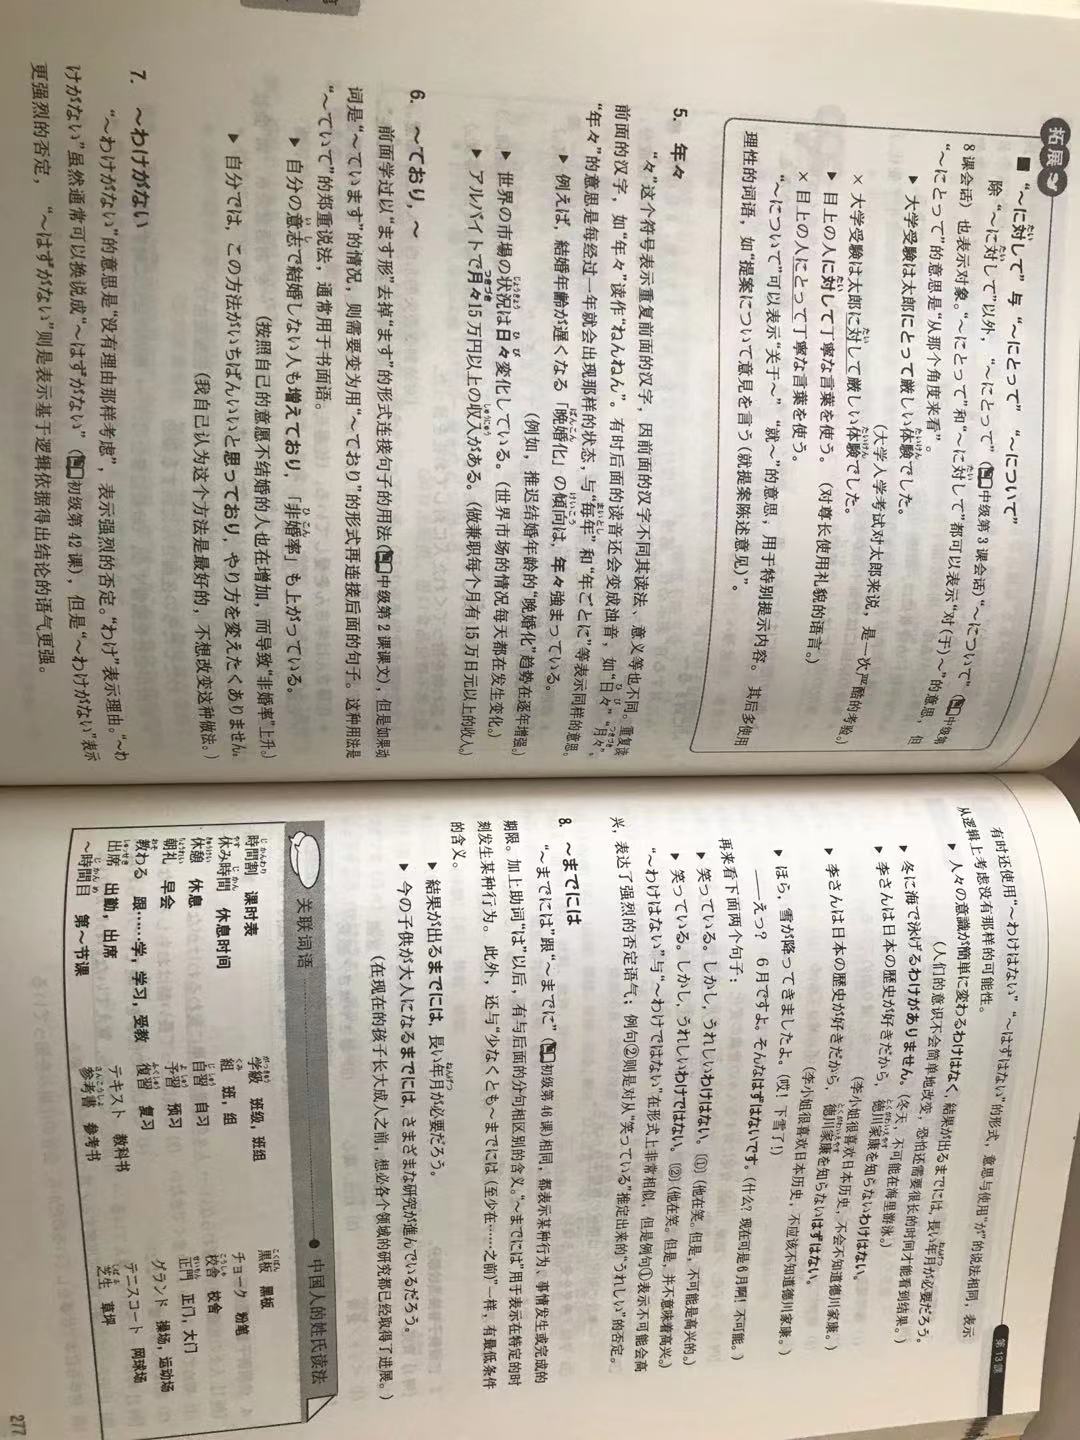 拓展
■ “～に対して” 与 “～にとって” “～について”
除 “～に対して”以外， “～にとって” (中级第3课会话) “～について” (中级第
8课会话) 也表示对象。“～にとって”和“～に対して”都可以表示“对(于)～”的意思， 但
“～にとって”的意思是“从那个角度来看” 。
▶ 大学受験は太郎にとって厳しい体験でした。
(大学入学考试对太郎来说，是一次严酷的考验。)
× 大学受験は太郎に対して厳しい体験でした。
▶ 目上の人に対して丁寧な言葉を使う。 (对尊长使用礼貌的语言。)
× 目上の人にとって丁寧な言葉を使う。
“～について”可以表示“关于～” “就～”的意思，用于特别提示内容。 其后多使用
理性的词语，如“提案について意見を言う(就提案陈述意见)”。
5. 年々
“々”这个符号表示重复前面的汉字，因前面的汉字不同其读法、意义等也不同。重复读
前面的汉字，如“年々”读作“ねんねん”。有时后面的读音还会变成浊音，如“日々” “月々”。
“年々”的意思是每经过一年就会出现那样的状态，与“毎年” 和 “年ごとに”等表示同样的意思。
▶ 例えば，結婚年齢が遅くなる「晩婚化」の傾向は，年々強まっている。
(例如，推迟结婚年龄的“晚婚化”趋势在逐年增强。)
▶ 世界の市場の状況は日々変化している。(世界市场的情况每天都在发生变化。)
▶ アルバイトで月々15万円以上の収入がある。(做兼职每个月有15万日元以上的收入。)
6. ～ており，～
前面学过以“ます形”去掉“ます”的形式连接句子的用法(中级第2课课文)，但是如果动
词是“～ています”的情况，则需要变为用“～ており”的形式再连接后面的句子。这种用法是
“～ていて”的郑重说法，通常用于书面语。
▶ 自分の意志で結婚しない人も増えており，「非婚率」も上がっている。
(按照自己的意愿不结婚的人也在增加，而导致“非婚率”上升。)
▶ 自分では，この方法がいちばんいいと思っており，やり方を変えたくありません。
(我自己认为这个方法是最好的，不想改变这种做法。)
7. ～わけがない
“～わけがない”的意思是“没有理由那样考虑”，表示强烈的否定。“わけ”表示理由。“～わ
けがない”虽然通常可以换说成“～はずがない” (初级第42课)，但是“～わけがない”表示
更强烈的否定， “～はずがない”则是表示基于逻辑依据得出结论的语气更强。
第13課
有时还使用“～わけはない” “～はずはない”的形式，意思与使用“が”的说法相同，表示
从逻辑上考虑没有那样的可能性。
▶ 人々の意識が簡単に変わるわけはなく，結果が出るまでには，長い年月が必要だろう。
(人们的意识不会简单地改变，恐怕还需要很长的时间才能看到结果。)
▶ 冬に海で泳げるわけがありません。(冬天，不可能在海里游泳。)
▶ 李さんは日本の歴史が好きだから，徳川家康を知らないわけはない。
(李小姐很喜欢日本历史，不会不知道德川家康。)
▶ 李さんは日本の歴史が好きだから，徳川家康を知らないはずはない。
(李小姐很喜欢日本历史，不应该不知道德川家康。)
▶ ほら，雪が降ってきましたよ。(哎！下雪了!)
——えっ？ 6月ですよ。そんなはずはないです。(什么？现在可是6月啊！不可能。)
再来看下面两个句子：
▶ 笑っている。しかし，うれしいわけはない。〔①〕(他在笑。但是，不可能是高兴的。)
▶ 笑っている。しかし，うれしいわけではない。〔②〕(他在笑。但是，并不意味着高兴。)
“～わけはない”与“～わけではない”在形式上非常相似，但是例句①表示不可能会高
兴，表达了强烈的否定语气；例句②则是对从“笑っている”推定出来的“うれしい”的否定。
8. ～までには
“～までには”跟“～までに” (初级第46课)相同，都表示某种行为、事情发生或完成的
期限。加上助词“は”以后，有与后面的分句相区别的含义。“～までには”用于表示在特定的时
刻发生某种行为。 此外，还与“少なくとも～までには (至少在……之前)”一样，有最低条件
的含义。
▶ 結果が出るまでには，長い年月が必要だろう。
▶ 今の子供が大人になるまでには，さまざまな研究が進んでいるだろう。
(在现在的孩子长大成人之前，想必各个领域的研究都已经取得了进展。)
关联词语 中国人的姓氏读法
時間割 课时表
休み時間 休息时间
休憩 休息
朝礼 早会
教わる 跟……学，学习，受教
出席 出勤，出席
～時間目 第～节课
学級 班级，班组
組 班，组
自習 自习
予習 预习
復習 复习
テキスト 教科书
参考書 参考书
黒板 黑板
チョーク 粉笔
校舎 校舍
正門 正门，大门
グランド 操场，运动场
テニスコート 网球场
芝生 草坪
277